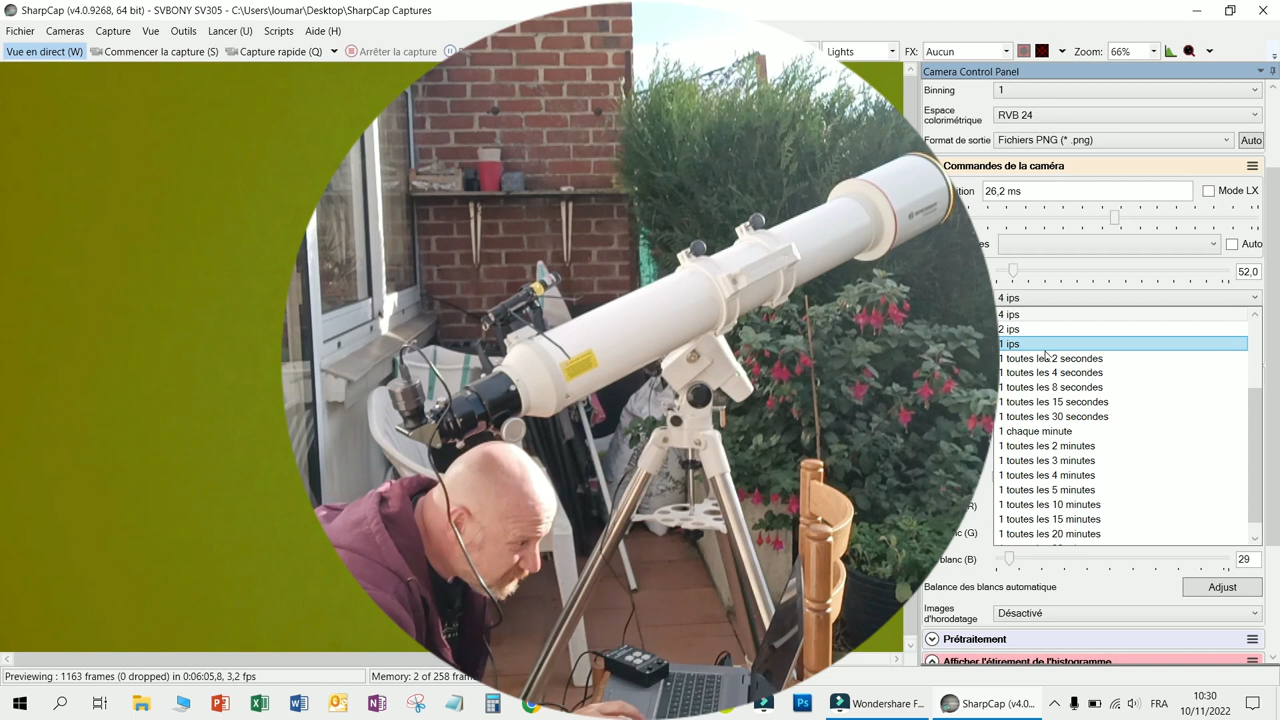 SharpCap (v4.0.9268, 64 bit) - SVBONY SV305 - C:\Users\loumar\Desktop\SharpCap Captures
Fichier Cameras Capture Vue Outils Lancer (U) Scripts Aide (H)
Vue en direct (W) Commencer la capture (S) Capture rapide (Q) Arrêter la capture Lights FX: Aucun Zoom: 66%
Camera Control Panel
Binning 1
Espace
colorimétrique RVB 24
Format de sortie Fichiers PNG (* .png) Auto
Commandes de la caméra
26,2 ms Mode LX
Auto
52,0
4 ips
4 ips
2 ips
1 ips
1 toutes les 2 secondes
1 toutes les 4 secondes
1 toutes les 8 secondes
1 toutes les 15 secondes
1 toutes les 30 secondes
1 chaque minute
1 toutes les 2 minutes
1 toutes les 3 minutes
1 toutes les 4 minutes
1 toutes les 5 minutes
1 toutes les 10 minutes
1 toutes les 15 minutes
1 toutes les 20 minutes
(R)
(G)
blanc (B) 29
Balance des blancs automatique Adjust
Images
d'horodatage Désactivé
Prétraitement
Afficher l'étirement de l'histogramme
Previewing : 1163 frames (0 dropped) in 0:06:05,8, 3,2 fps Memory: 2 of 258 fram
Wondershare F... SharpCap (v4.0... FRA 10:30
10/11/2022